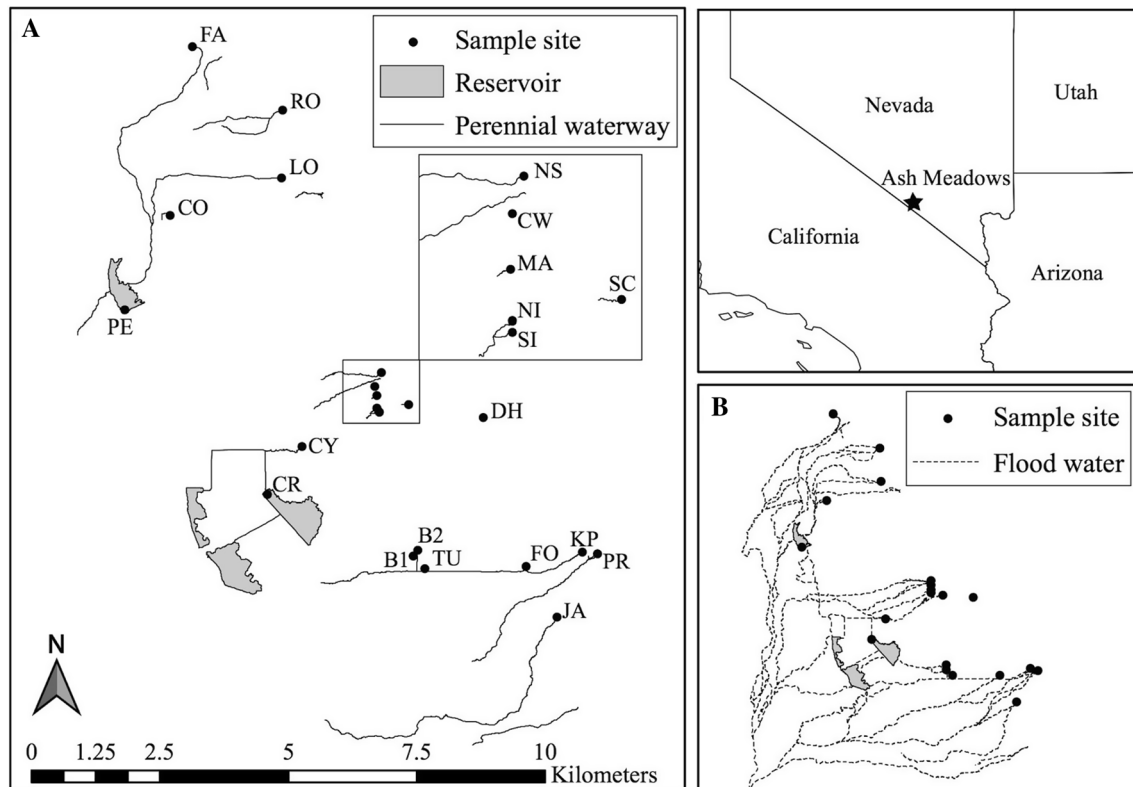 A
FA
Sample site
Reservoir
Perennial waterway
RO
LO
CO
PE
NS
CW
MA
SC
NI
SI
DH
CY
CR
B2
B1
TU
FO
KP
PR
JA
N
0 1.25 2.5 5 7.5 10
Kilometers
Nevada
Utah
Ash Meadows
California
Arizona
B
Sample site
Flood water